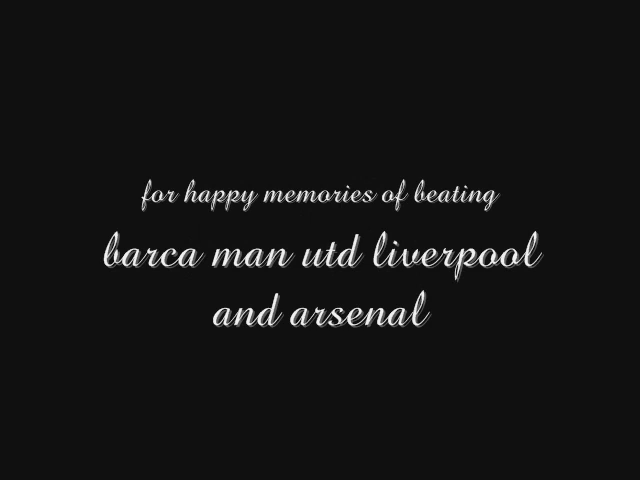 for happy memories of beating
barca man utd liverpool
and arsenal